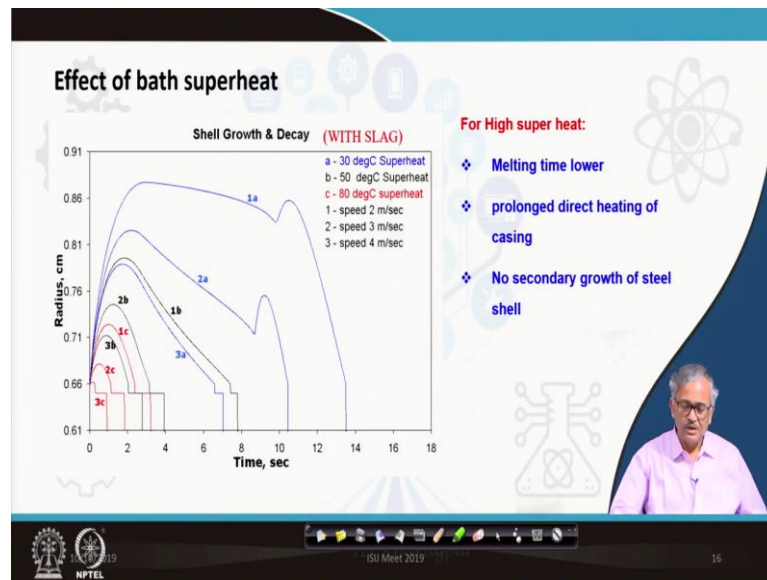 Effect of bath superheat
Shell Growth & Decay (WITH SLAG)
a - 30 degC Superheat
b - 50 degC Superheat
c - 80 degC superheat
1 - speed 2 m/sec
2 - speed 3 m/sec
3 - speed 4 m/sec
Radius, cm
0.91
0.86
0.81
0.76
0.71
0.66
0.61
1a
2a
1b
2b
1c
3b
3a
2c
3c
0 2 4 6 8 10 12 14 16 18
Time, sec
For High super heat:
Melting time lower
prolonged direct heating of
casing
No secondary growth of steel
shell
NPTEL
ISIJ Meet 2019
16